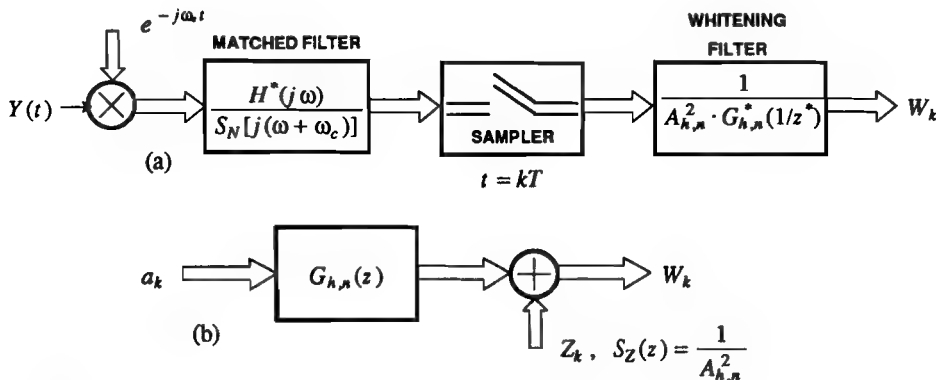 e^{-jω_c t}
MATCHED FILTER
WHITENING FILTER
Y(t)
H^*(jω) / S_N[j(ω + ω_c)]
SAMPLER
t = kT
1 / A_{h,n}^2 · G_{h,n}^*(1/z^*)
W_k
(a)
a_k
G_{h,n}(z)
W_k
(b)
Z_k , S_Z(z) = 1 / A_{h,n}^2